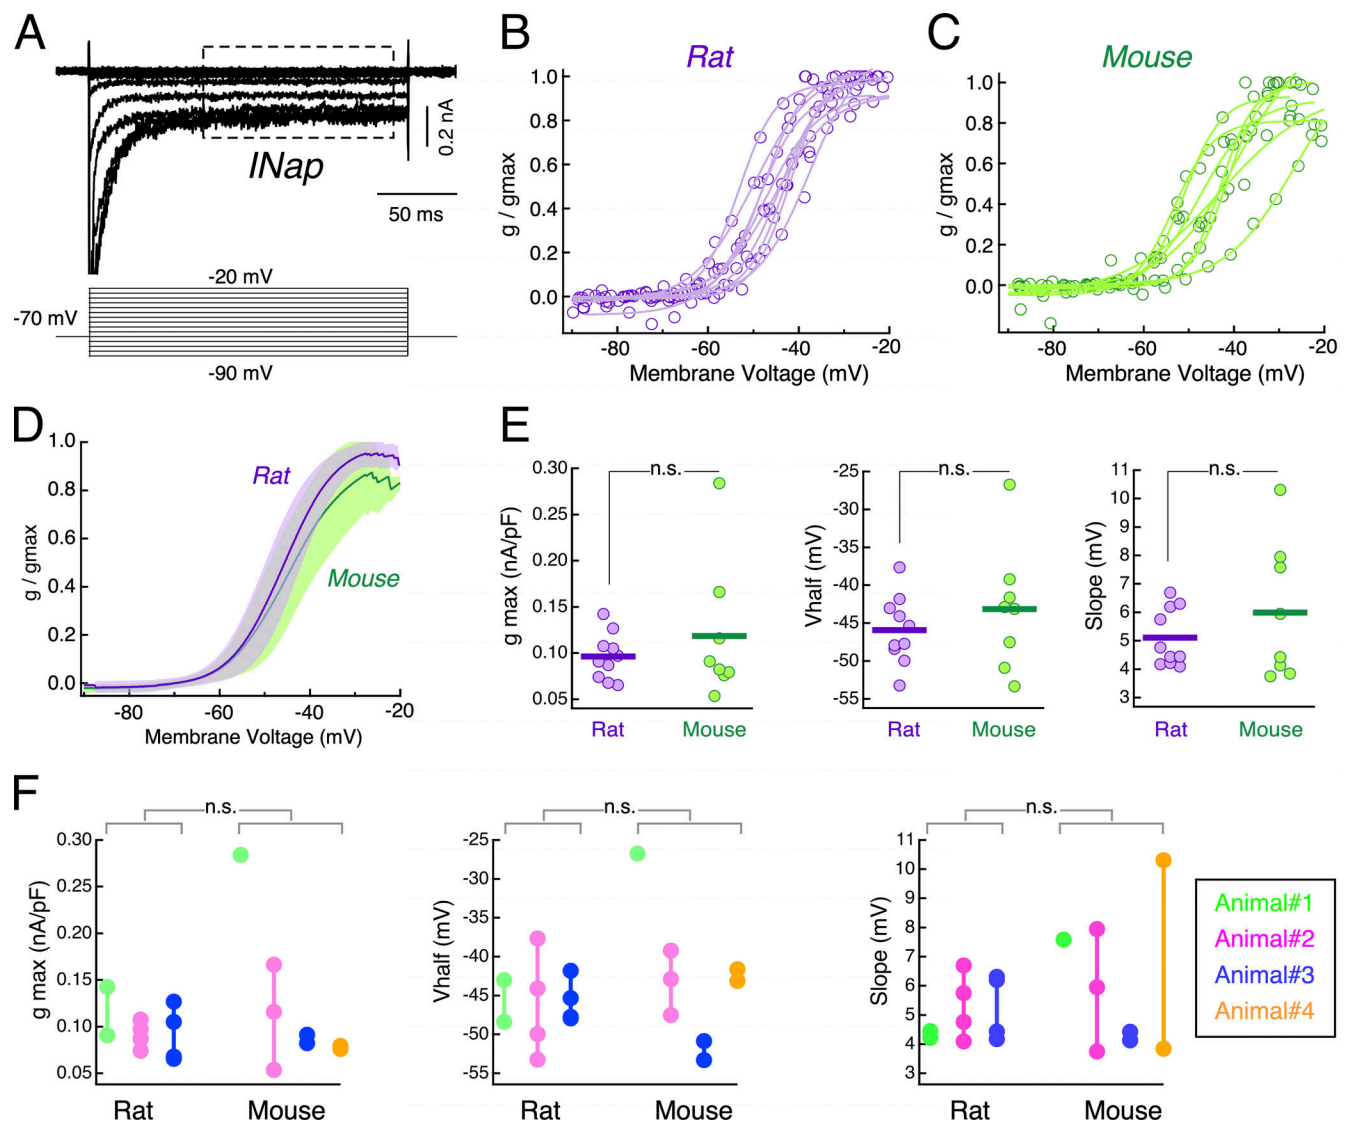 A
INap
0.2 nA
50 ms
-20 mV
-70 mV
-90 mV
B
Rat
g / gmax
1.0
0.8
0.6
0.4
0.2
0.0
-80
-60
-40
-20
Membrane Voltage (mV)
C
Mouse
g / gmax
1.0
0.8
0.6
0.4
0.2
0.0
-80
-60
-40
-20
Membrane Voltage (mV)
D
g / gmax
1.0
0.8
0.6
0.4
0.2
0.0
Rat
Mouse
-80
-60
-40
-20
Membrane Voltage (mV)
E
g max (nA/pF)
0.30
0.25
0.20
0.15
0.10
0.05
n.s.
Rat
Mouse
Vhalf (mV)
-25
-30
-35
-40
-45
-50
-55
n.s.
Rat
Mouse
Slope (mV)
11
10
9
8
7
6
5
4
3
n.s.
Rat
Mouse
F
g max (nA/pF)
0.30
0.25
0.20
0.15
0.10
0.05
n.s.
Rat
Mouse
Vhalf (mV)
-25
-30
-35
-40
-45
-50
-55
n.s.
Rat
Mouse
Slope (mV)
11
10
9
8
7
6
5
4
3
n.s.
Rat
Mouse
Animal#1
Animal#2
Animal#3
Animal#4